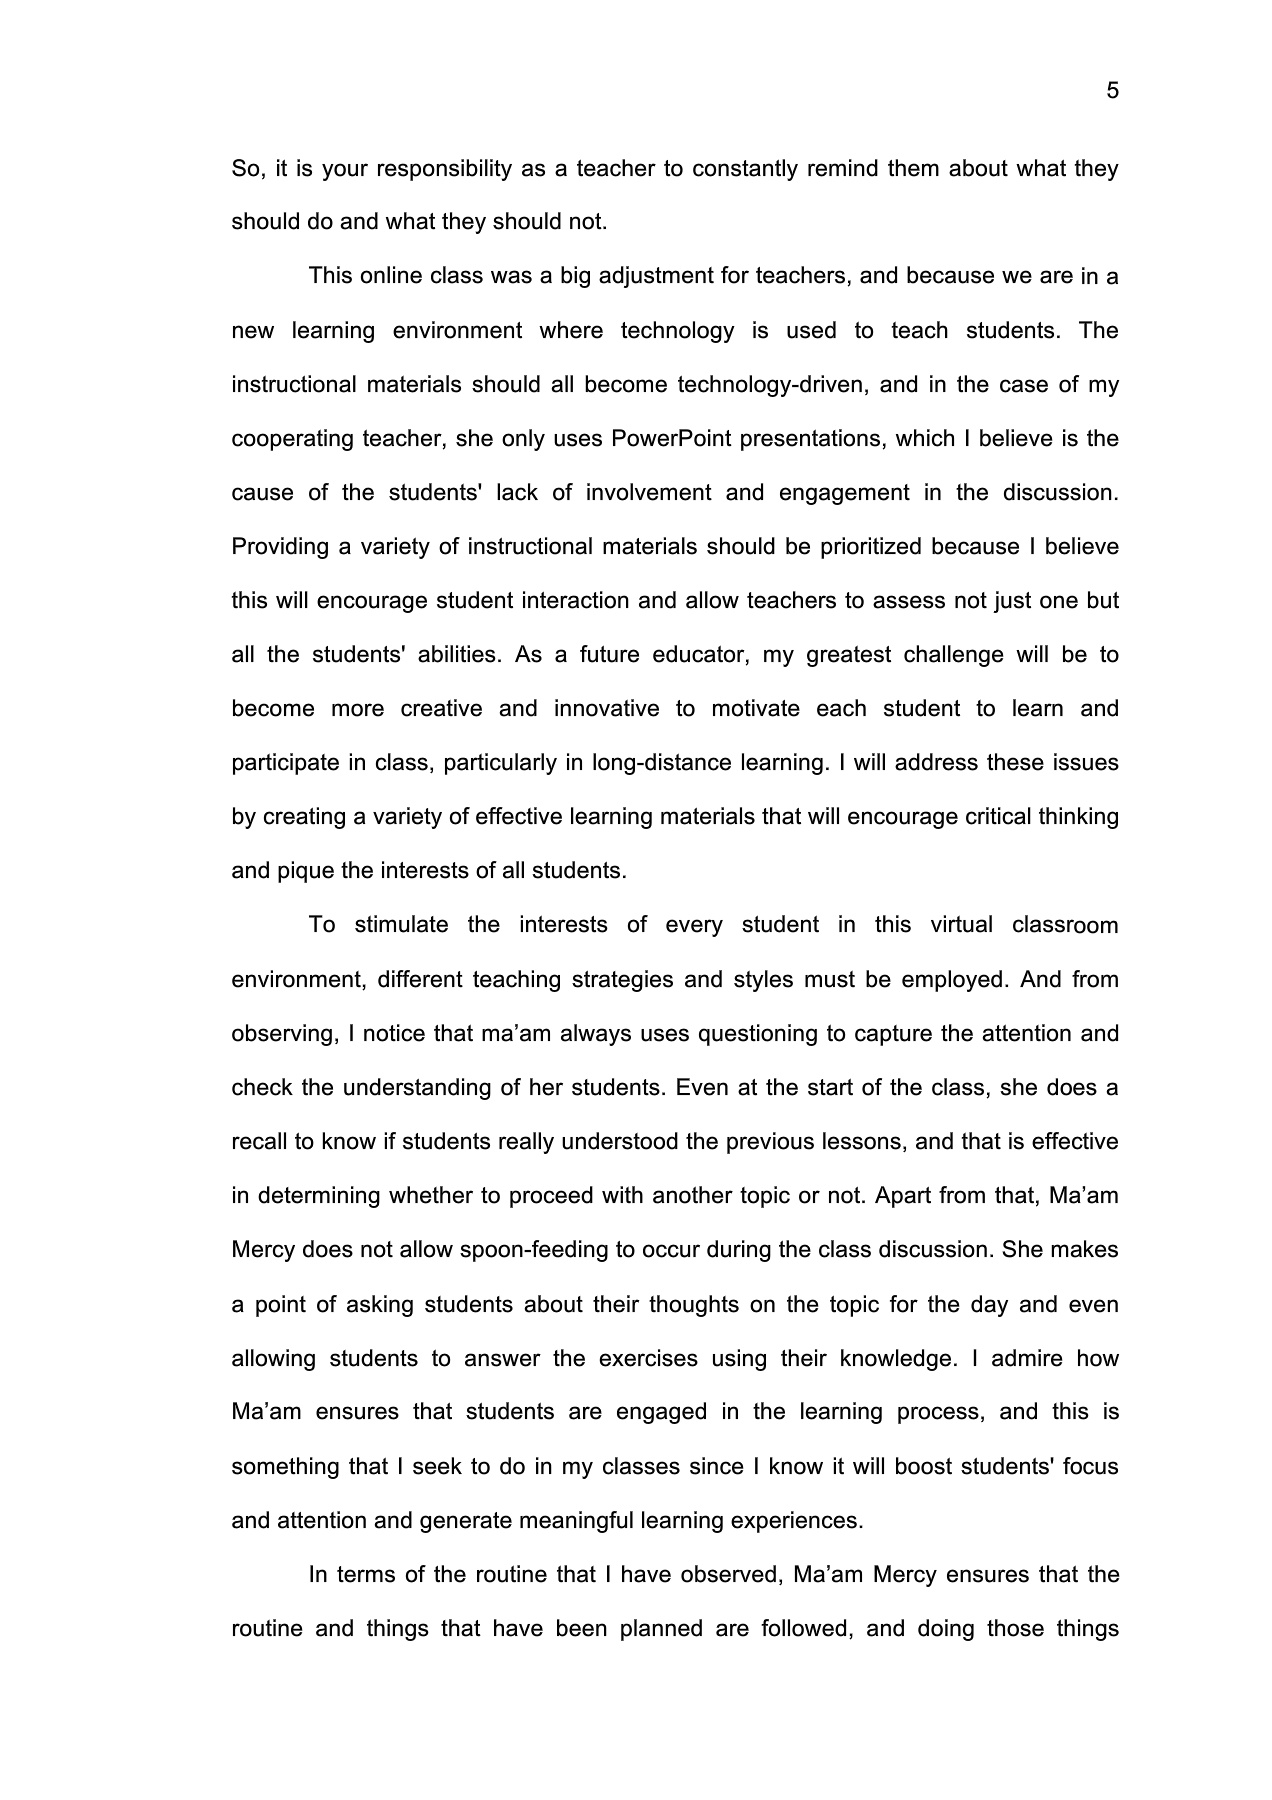 5
So, it is your responsibility as a teacher to constantly remind them about what they
should do and what they should not.
This online class was a big adjustment for teachers, and because we are in a
new learning environment where technology is used to teach students. The
instructional materials should all become technology-driven, and in the case of my
cooperating teacher, she only uses PowerPoint presentations, which I believe is the
cause of the students' lack of involvement and engagement in the discussion.
Providing a variety of instructional materials should be prioritized because I believe
this will encourage student interaction and allow teachers to assess not just one but
all the students' abilities. As a future educator, my greatest challenge will be to
become more creative and innovative to motivate each student to learn and
participate in class, particularly in long-distance learning. I will address these issues
by creating a variety of effective learning materials that will encourage critical thinking
and pique the interests of all students.
To stimulate the interests of every student in this virtual classroom
environment, different teaching strategies and styles must be employed. And from
observing, I notice that ma’am always uses questioning to capture the attention and
check the understanding of her students. Even at the start of the class, she does a
recall to know if students really understood the previous lessons, and that is effective
in determining whether to proceed with another topic or not. Apart from that, Ma’am
Mercy does not allow spoon-feeding to occur during the class discussion. She makes
a point of asking students about their thoughts on the topic for the day and even
allowing students to answer the exercises using their knowledge. I admire how
Ma’am ensures that students are engaged in the learning process, and this is
something that I seek to do in my classes since I know it will boost students' focus
and attention and generate meaningful learning experiences.
In terms of the routine that I have observed, Ma’am Mercy ensures that the
routine and things that have been planned are followed, and doing those things